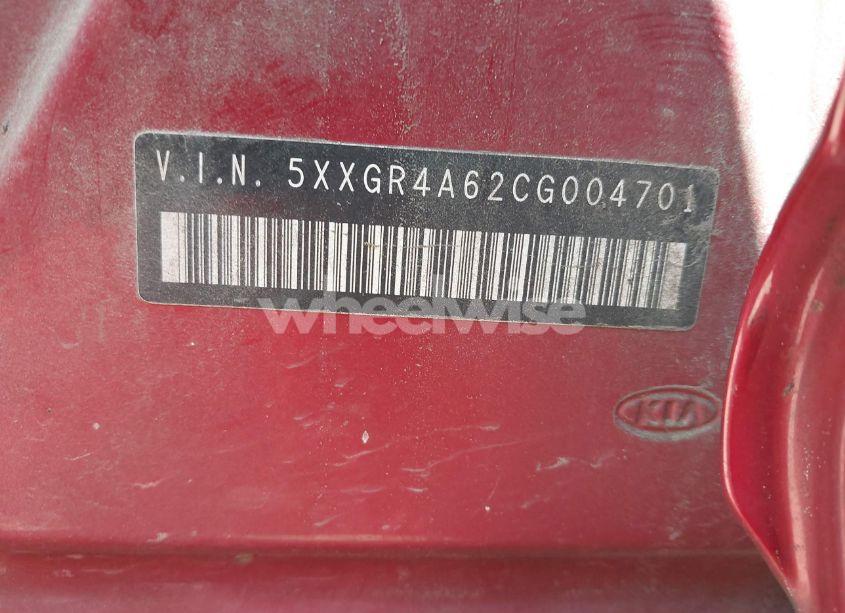 V.I.N. 5XXGR4A62CG004701
wheelwise
KIA